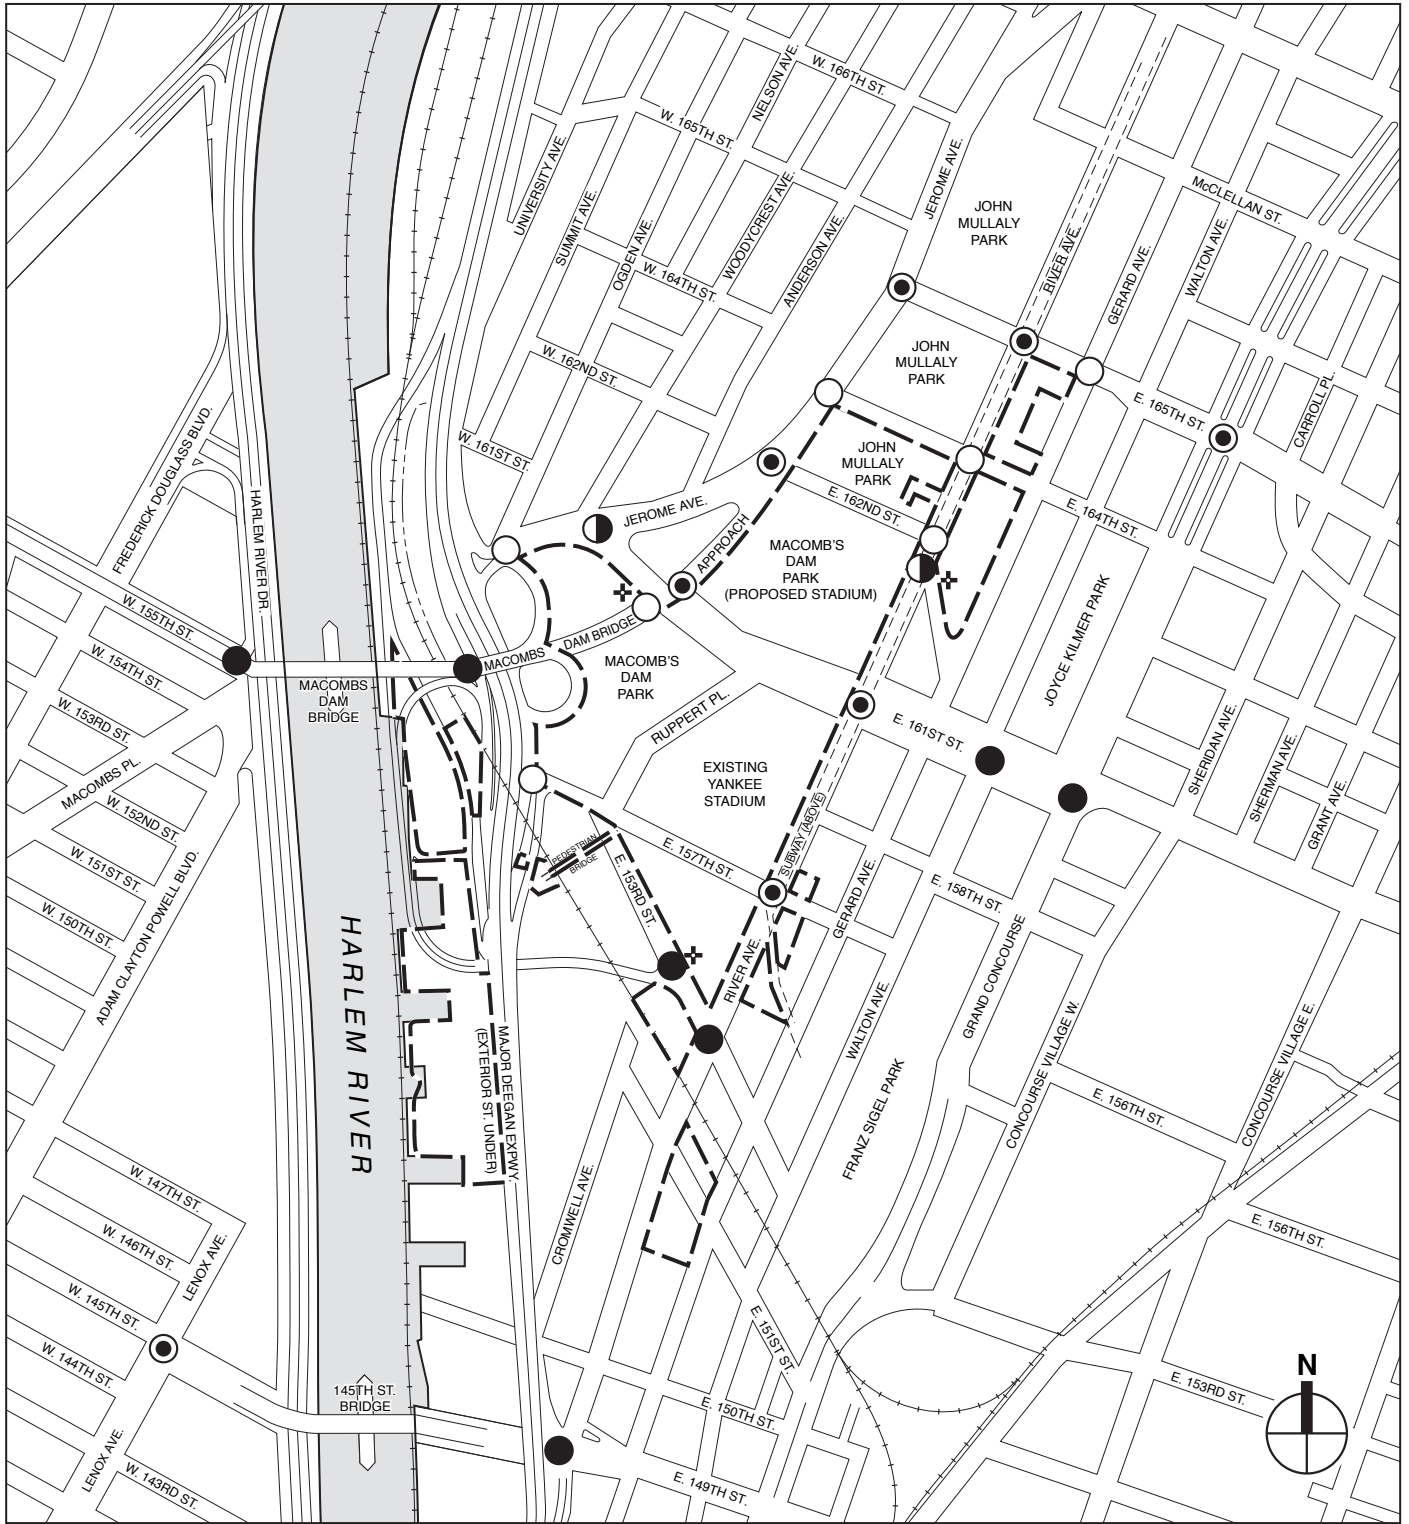 W. 166TH ST.
NELSON AVE.
W. 165TH ST.
UNIVERSITY AVE.
SUMMIT AVE.
OGDEN AVE.
WOODYCREST AVE.
ANDERSON AVE.
JEROME AVE.
JOHN
MULLALY
PARK
RIVER AVE.
GERARD AVE.
WALTON AVE.
McCLELLAN ST.
W. 164TH ST.
W. 162ND ST.
JOHN
MULLALY
PARK
E. 165TH ST.
CARROLL PL.
FREDERICK DOUGLASS BLVD.
W. 161ST ST.
JOHN
MULLALY
PARK
HARLEM RIVER DR.
JEROME AVE.
APPROACH
E. 162ND ST.
E. 164TH ST.
MACOMB'S
DAM
PARK
(PROPOSED STADIUM)
JOYCE KILMER PARK
W. 155TH ST.
W. 154TH ST.
W. 153RD ST.
MACOMBS PL.
W. 152ND ST.
W. 151ST ST.
W. 150TH ST.
ADAM CLAYTON POWELL BLVD.
MACOMBS
DAM
BRIDGE
MACOMBS
DAM BRIDGE
MACOMB'S
DAM
PARK
RUPPERT PL.
E. 161ST ST.
SHERIDAN AVE.
SHERMAN AVE.
GRANT AVE.
EXISTING
YANKEE
STADIUM
SUBWAY (ABOVE)
PEDESTRIAN
BRIDGE
E. 153RD ST.
E. 157TH ST.
GERARD AVE.
E. 158TH ST.
RIVER AVE.
WALTON AVE.
GRAND CONCOURSE
CONCOURSE VILLAGE W.
CONCOURSE VILLAGE E.
HARLEM RIVER
MAJOR DEEGAN EXPWY.
(EXTERIOR ST. UNDER)
FRANZ SIGEL PARK
E. 156TH ST.
CROMWELL AVE.
W. 147TH ST.
W. 146TH ST.
LENOX AVE.
W. 145TH ST.
W. 144TH ST.
E. 156TH ST.
E. 151ST ST.
145TH ST.
BRIDGE
E. 150TH ST.
E. 153RD ST.
N
LENOX AVE.
W. 143RD ST.
E. 149TH ST.